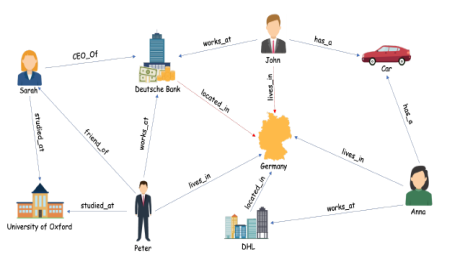 works_at
has_a
CEO_Of
John
Car
Sarah
Deutsche Bank
located_in
lives_in
has_a
studied_at
friend_of
works_at
Germany
lives_in
lives_in
located_in
studied_at
works_at
Anna
University of Oxford
Peter
DHL